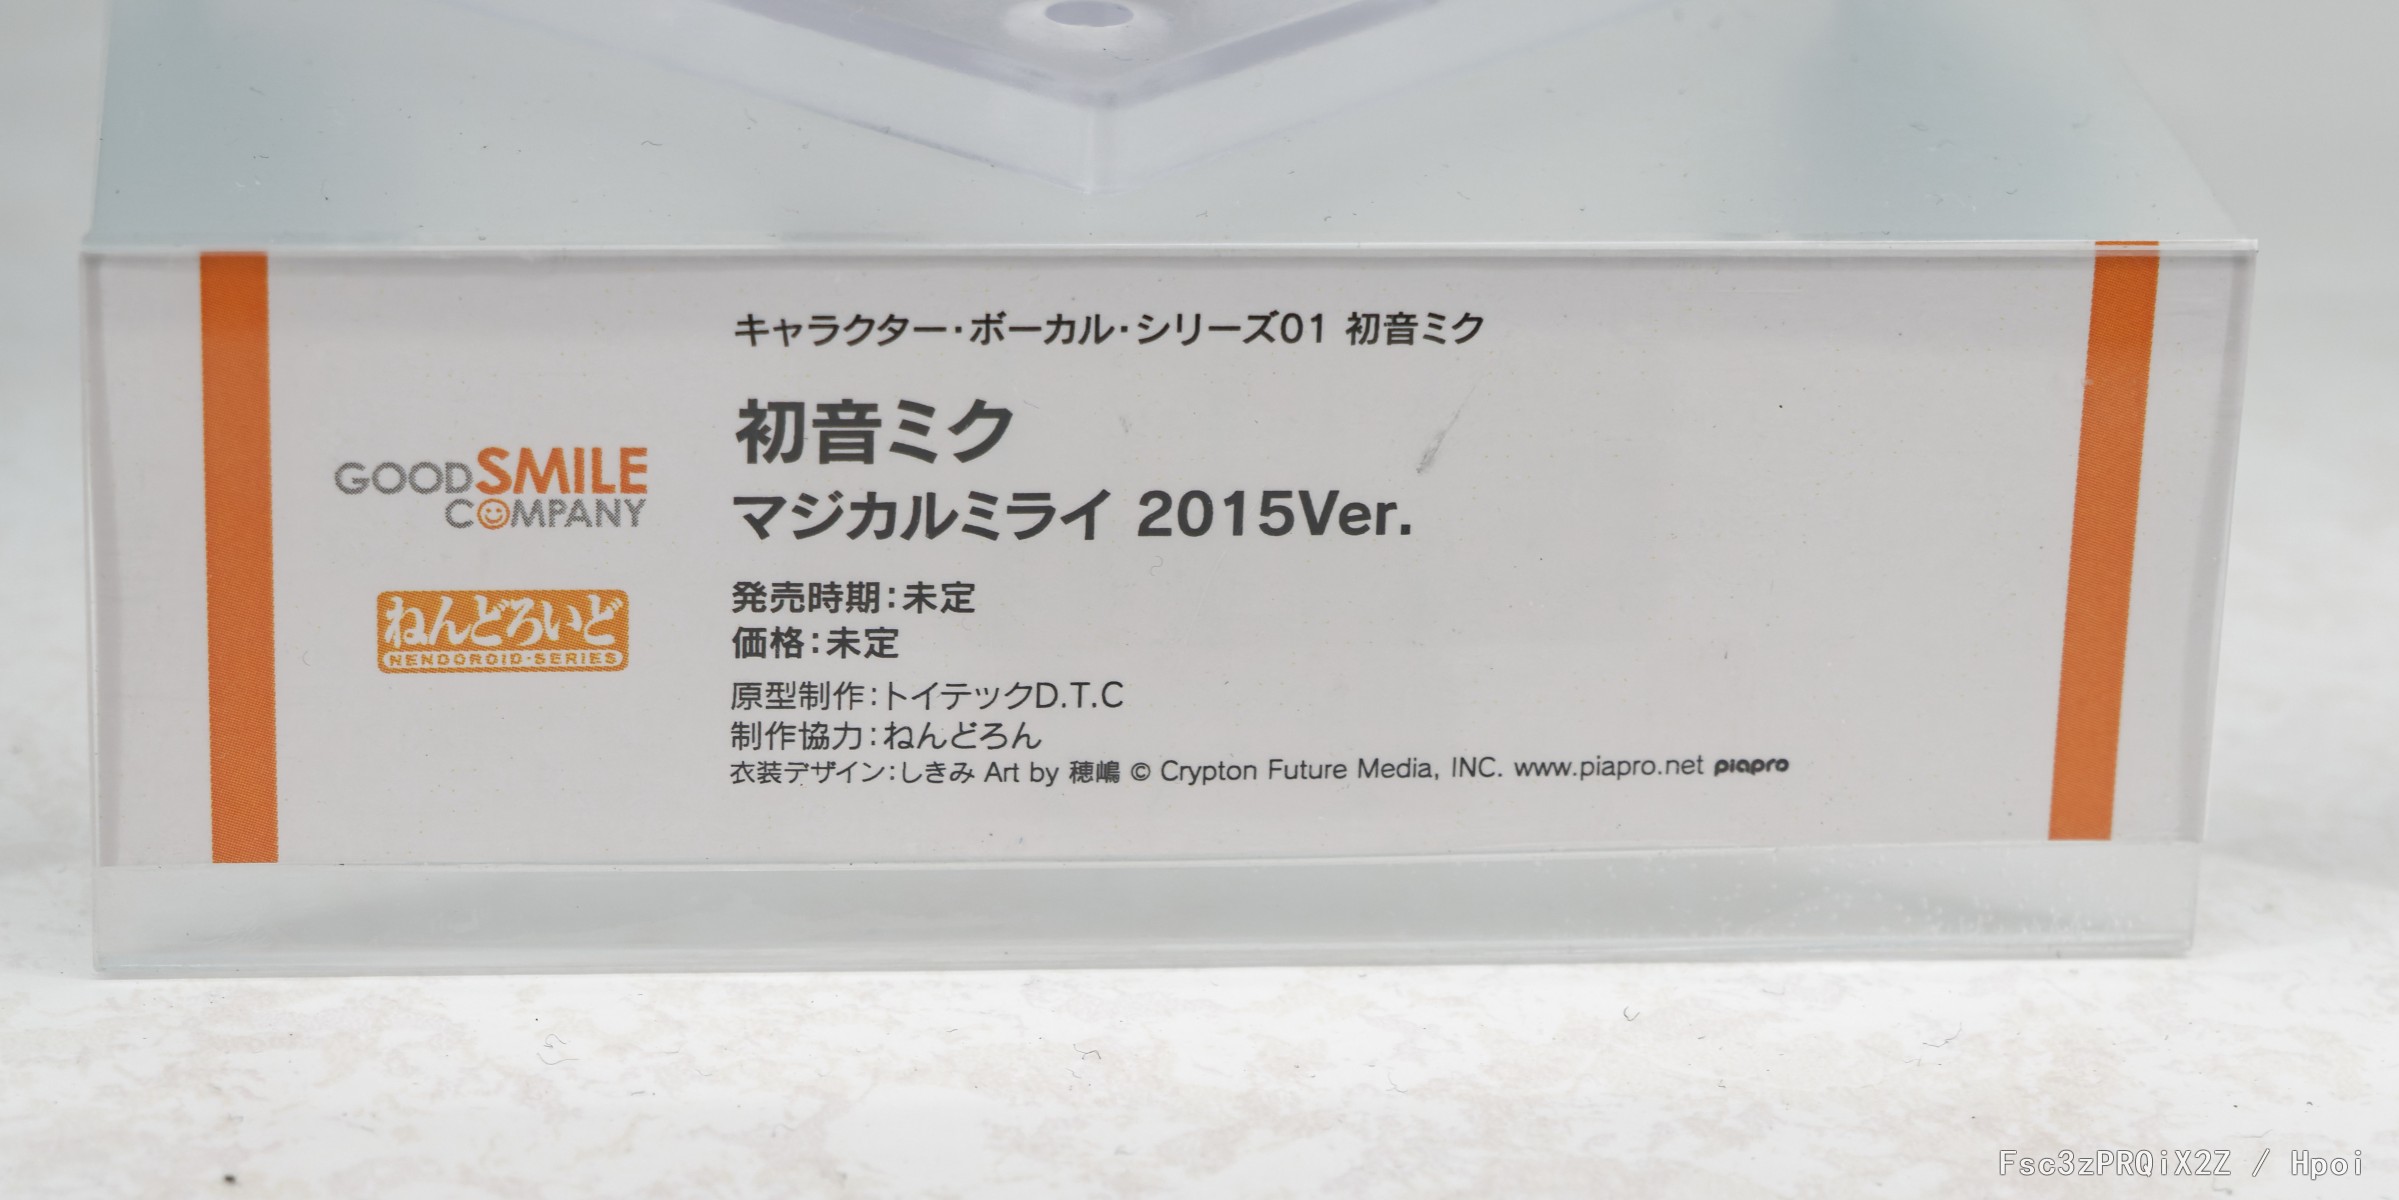 キャラクター・ボーカル・シリーズ01 初音ミク
初音ミク
マジカルミライ 2015Ver.
GOOD SMILE
COMPANY
ねんどろいど
NENDOROID·SERIES
発売時期：未定
価格：未定
原型制作：トイテックD.T.C
制作協力：ねんどろん
衣装デザイン：しきみ Art by 穂嶋 © Crypton Future Media, INC. www.piapro.net piapro
Fsc3zPRQiX2Z / Hpoi